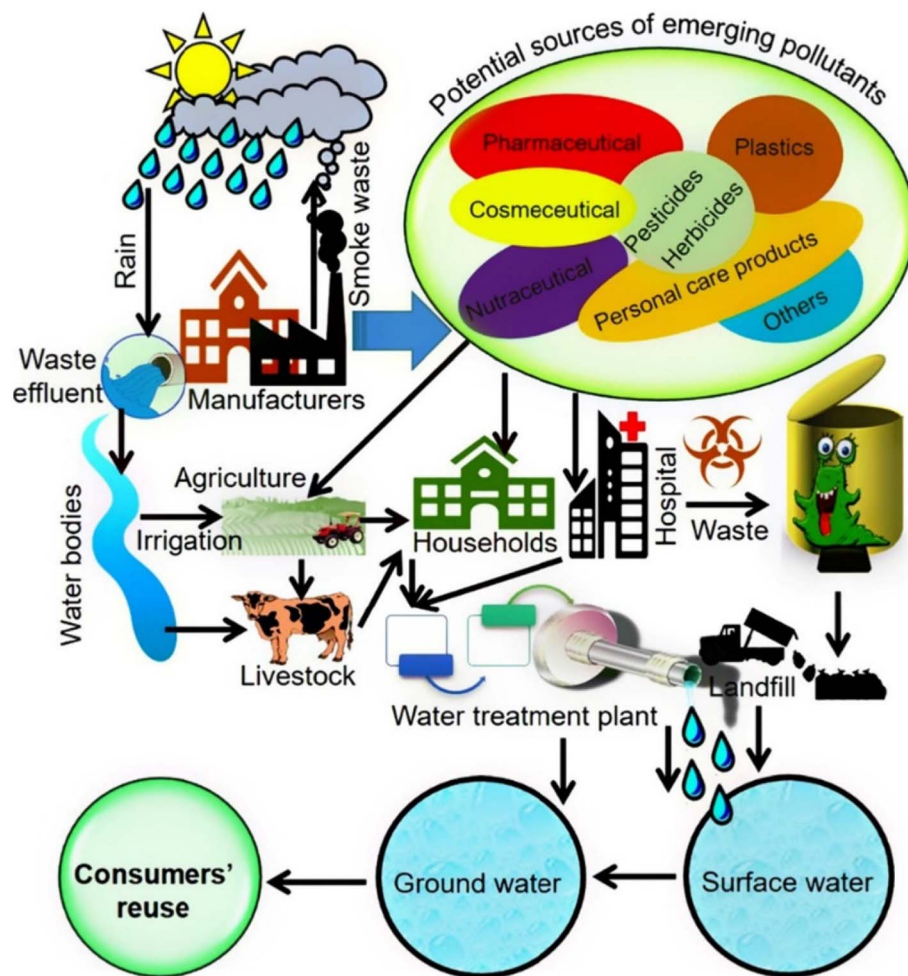 Potential sources of emerging pollutants
Pharmaceutical
Plastics
Cosmeceutical
Pesticides
Herbicides
Nutraceutical
Personal care products
Others
Rain
Smoke waste
Waste
effluent
Manufacturers
Agriculture
Irrigation
Households
Hospital
Waste
Water bodies
Livestock
Landfill
Water treatment plant
Consumers'
reuse
Ground water
Surface water